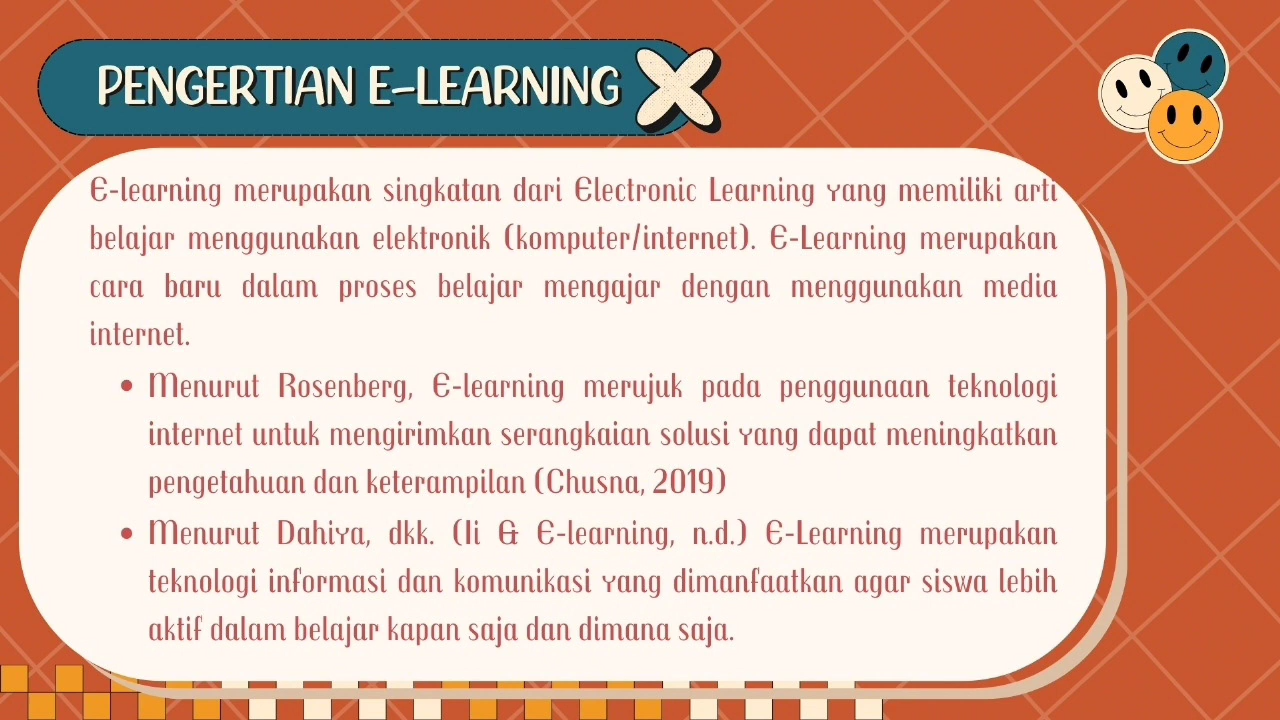 PENGERTIAN E-LEARNING
E-learning merupakan singkatan dari Electronic Learning yang memiliki arti
belajar menggunakan elektronik (komputer/internet). E-Learning merupakan
cara baru dalam proses belajar mengajar dengan menggunakan media
internet.
• Menurut Rosenberg, E-learning merujuk pada penggunaan teknologi
internet untuk mengirimkan serangkaian solusi yang dapat meningkatkan
pengetahuan dan keterampilan (Chusna, 2019)
• Menurut Dahiya, dkk. (Ii & E-learning, n.d.) E-Learning merupakan
teknologi informasi dan komunikasi yang dimanfaatkan agar siswa lebih
aktif dalam belajar kapan saja dan dimana saja.